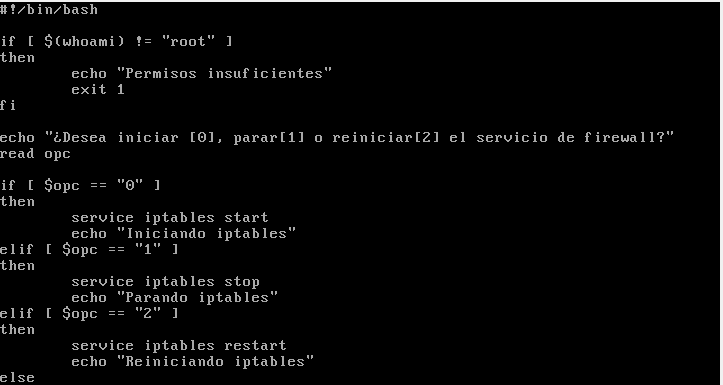 #!/bin/bash
if [ $(whoami) != "root" ]
then
echo "Permisos insuficientes"
exit 1
fi
echo "¿Desea iniciar [0], parar[1] o reiniciar[2] el servicio de firewall?"
read opc
if [ $opc == "0" ]
then
service iptables start
echo "Iniciando iptables"
elif [ $opc == "1" ]
then
service iptables stop
echo "Parando iptables"
elif [ $opc == "2" ]
then
service iptables restart
echo "Reiniciando iptables"
else